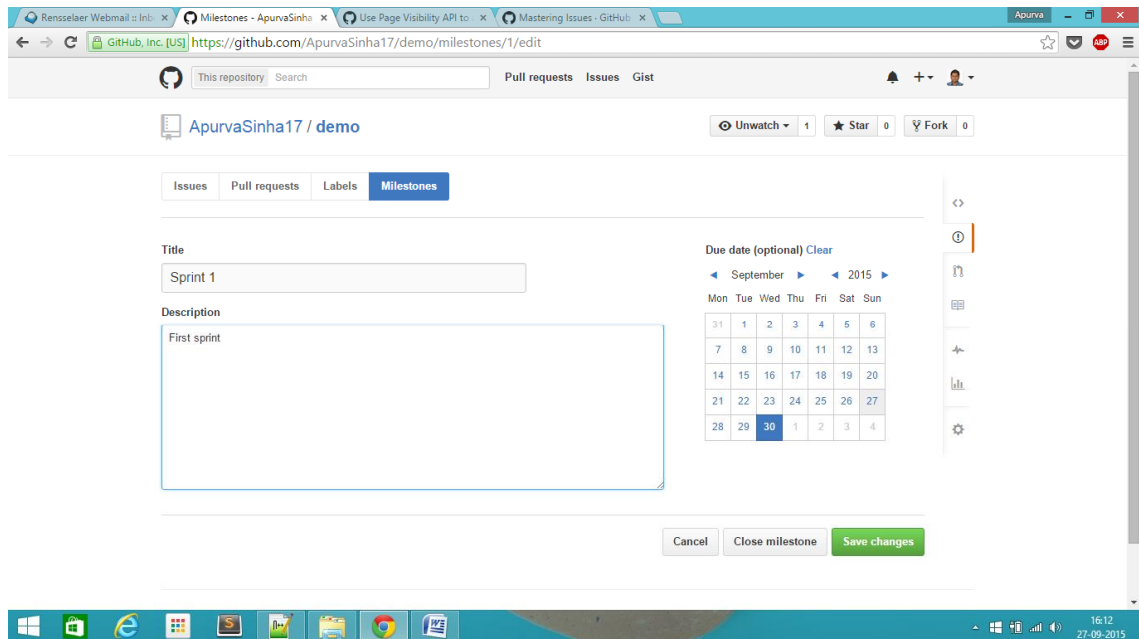 Rensselaer Webmail :: Inb
Milestones - ApurvaSinha
Use Page Visibility API to
Mastering Issues · GitHub
Apurva
GitHub, Inc. [US] https://github.com/ApurvaSinha17/demo/milestones/1/edit
ABP
This repository Search Pull requests Issues Gist
ApurvaSinha17 / demo
Unwatch 1 Star 0 Fork 0
Issues Pull requests Labels Milestones
Title
Sprint 1
Description
First sprint
Due date (optional) Clear
September 2015
Mon Tue Wed Thu Fri Sat Sun
31 1 2 3 4 5 6
7 8 9 10 11 12 13
14 15 16 17 18 19 20
21 22 23 24 25 26 27
28 29 30 1 2 3 4
Cancel Close milestone Save changes
16:12
27-09-2015